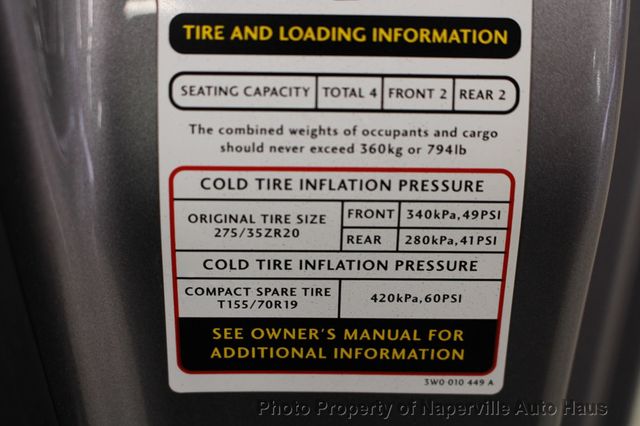 TIRE AND LOADING INFORMATION
SEATING CAPACITY TOTAL 4 FRONT 2 REAR 2
The combined weights of occupants and cargo
should never exceed 360kg or 794lb
COLD TIRE INFLATION PRESSURE
ORIGINAL TIRE SIZE
275/35ZR20
FRONT 340kPa,49PSI
REAR 280kPa,41PSI
COLD TIRE INFLATION PRESSURE
COMPACT SPARE TIRE
T155/70R19
420kPa,60PSI
SEE OWNER'S MANUAL FOR
ADDITIONAL INFORMATION
3W0 010 449 A
Photo Property of Naperville Auto Haus